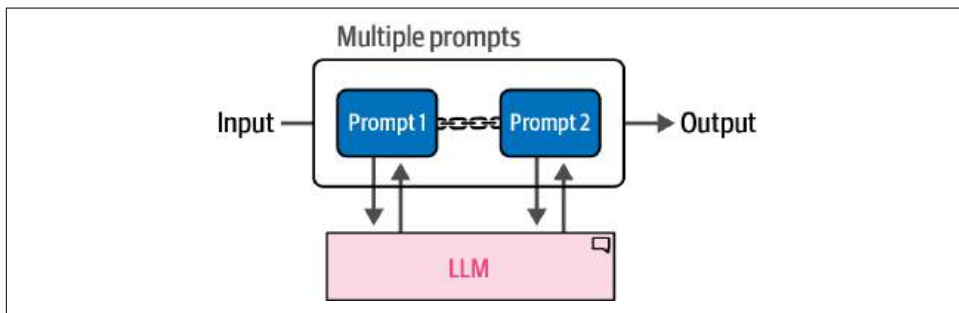 Multiple prompts
Input
Prompt 1
Prompt 2
Output
LLM